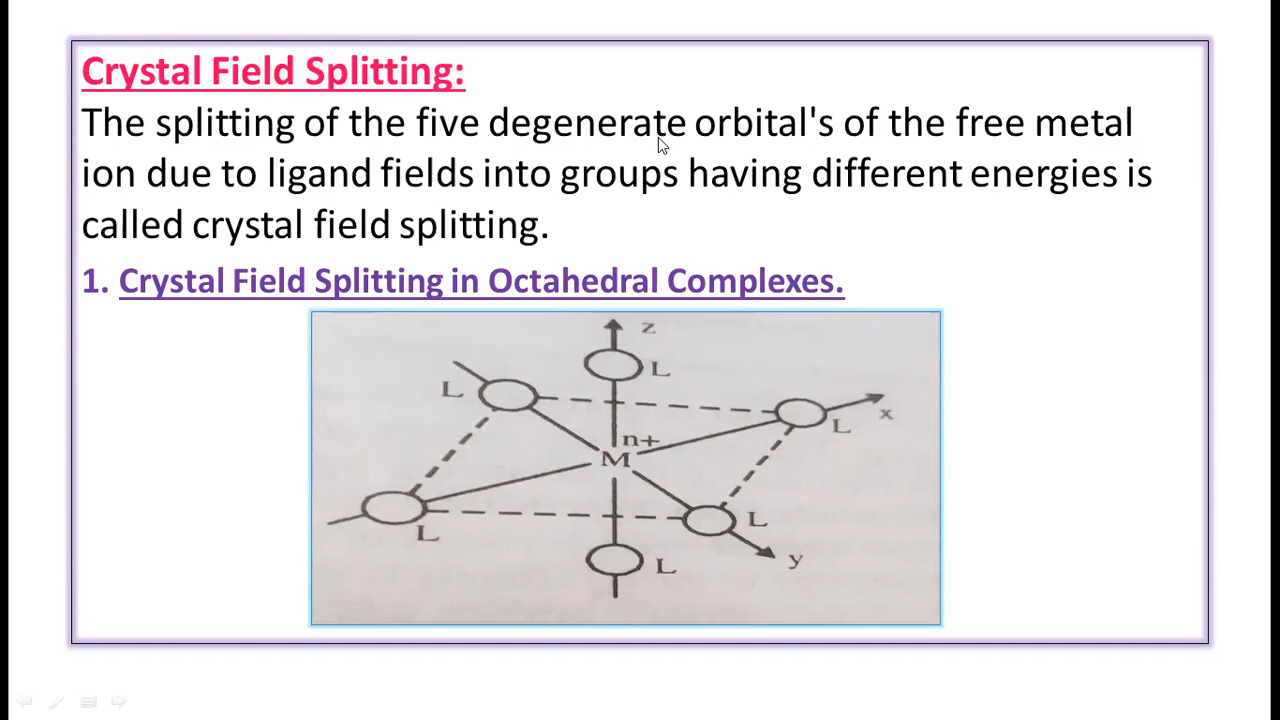 Crystal Field Splitting:
The splitting of the five degenerate orbital's of the free metal
ion due to ligand fields into groups having different energies is
called crystal field splitting.
1. Crystal Field Splitting in Octahedral Complexes.
z
L
L
L
x
n+
M
L
L
y
L